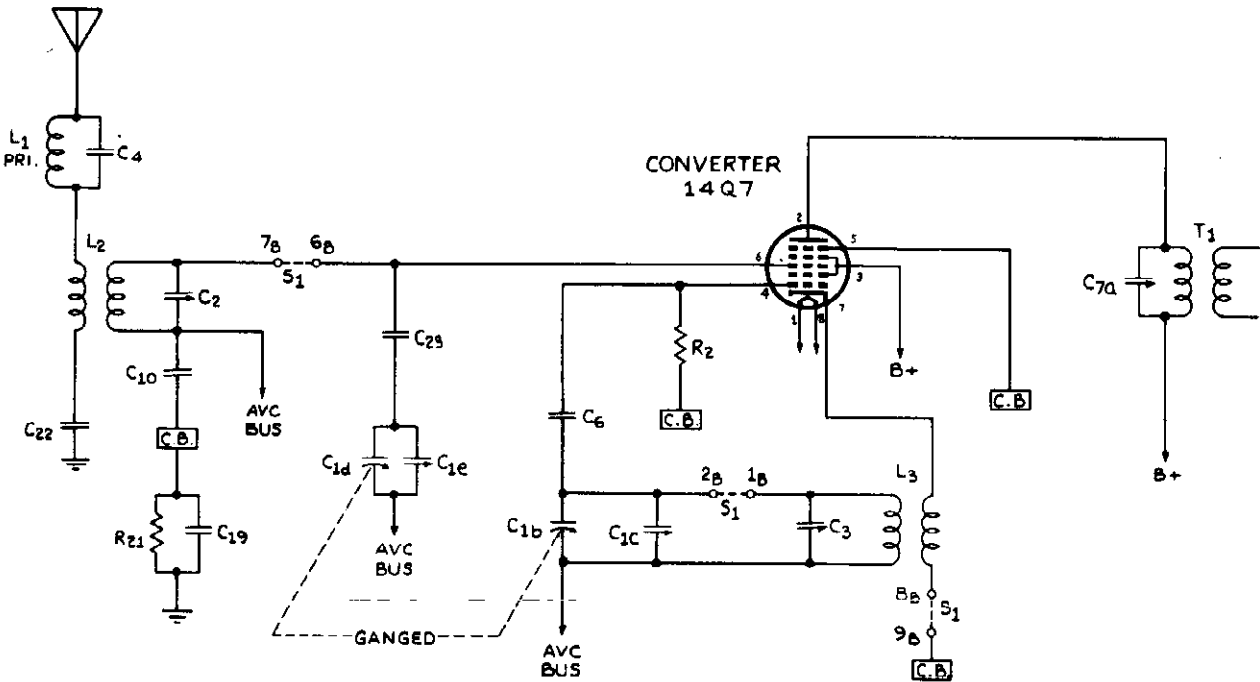 L1
PRI.
C4
CONVERTER
14Q7
L2
7B
6B
S1
C2
C10
AVC
BUS
C22
C.B.
R21
C19
C29
C1d
C1e
AVC
BUS
GANGED
2
5
6
3
4
1
8
7
R2
C.B.
B+
C.B.
T1
C7a
B+
C6
2B
1B
S1
C1b
C1C
C3
L3
AVC
BUS
8B
S1
9B
C.B.